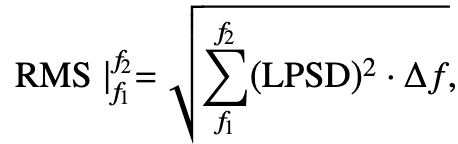 RMS |_{f_1}^{f_2} = \sqrt{\sum_{f_1}^{f_2} (LPSD)^2 \cdot \Delta f},